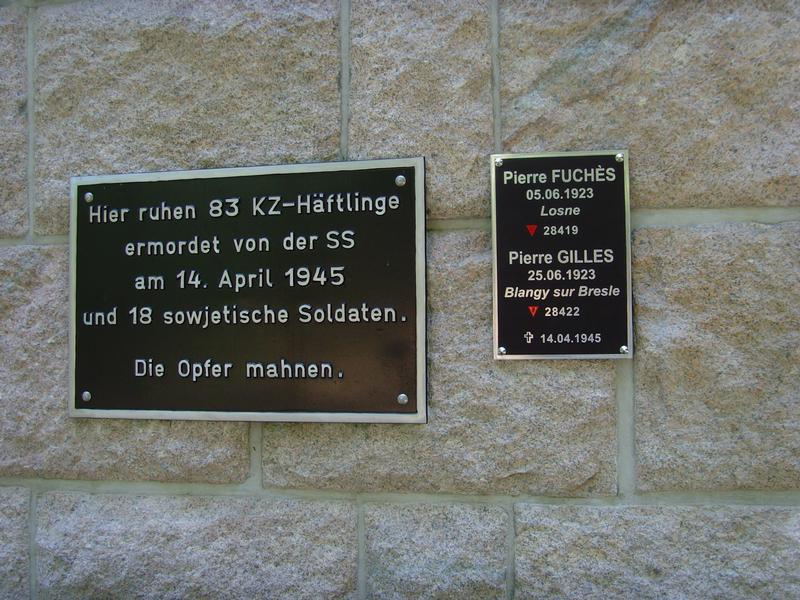 Hier ruhen 83 KZ-Häftlinge
ermordet von der SS
am 14. April 1945
und 18 sowjetische Soldaten.
Die Opfer mahnen.
Pierre FUCHÈS
05.06.1923
Losne
28419
Pierre GILLES
25.06.1923
Blangy sur Bresle
28422
✝ 14.04.1945